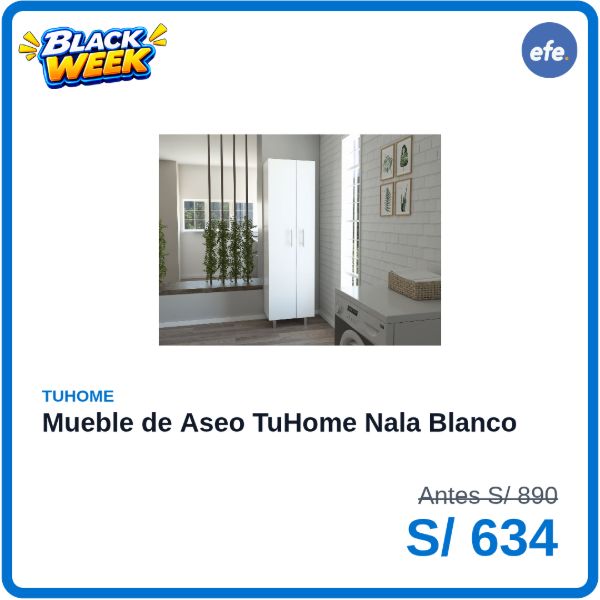 BLACK
WEEK
efe.
TUHOME
Mueble de Aseo TuHome Nala Blanco
Antes S/ 890
S/ 634